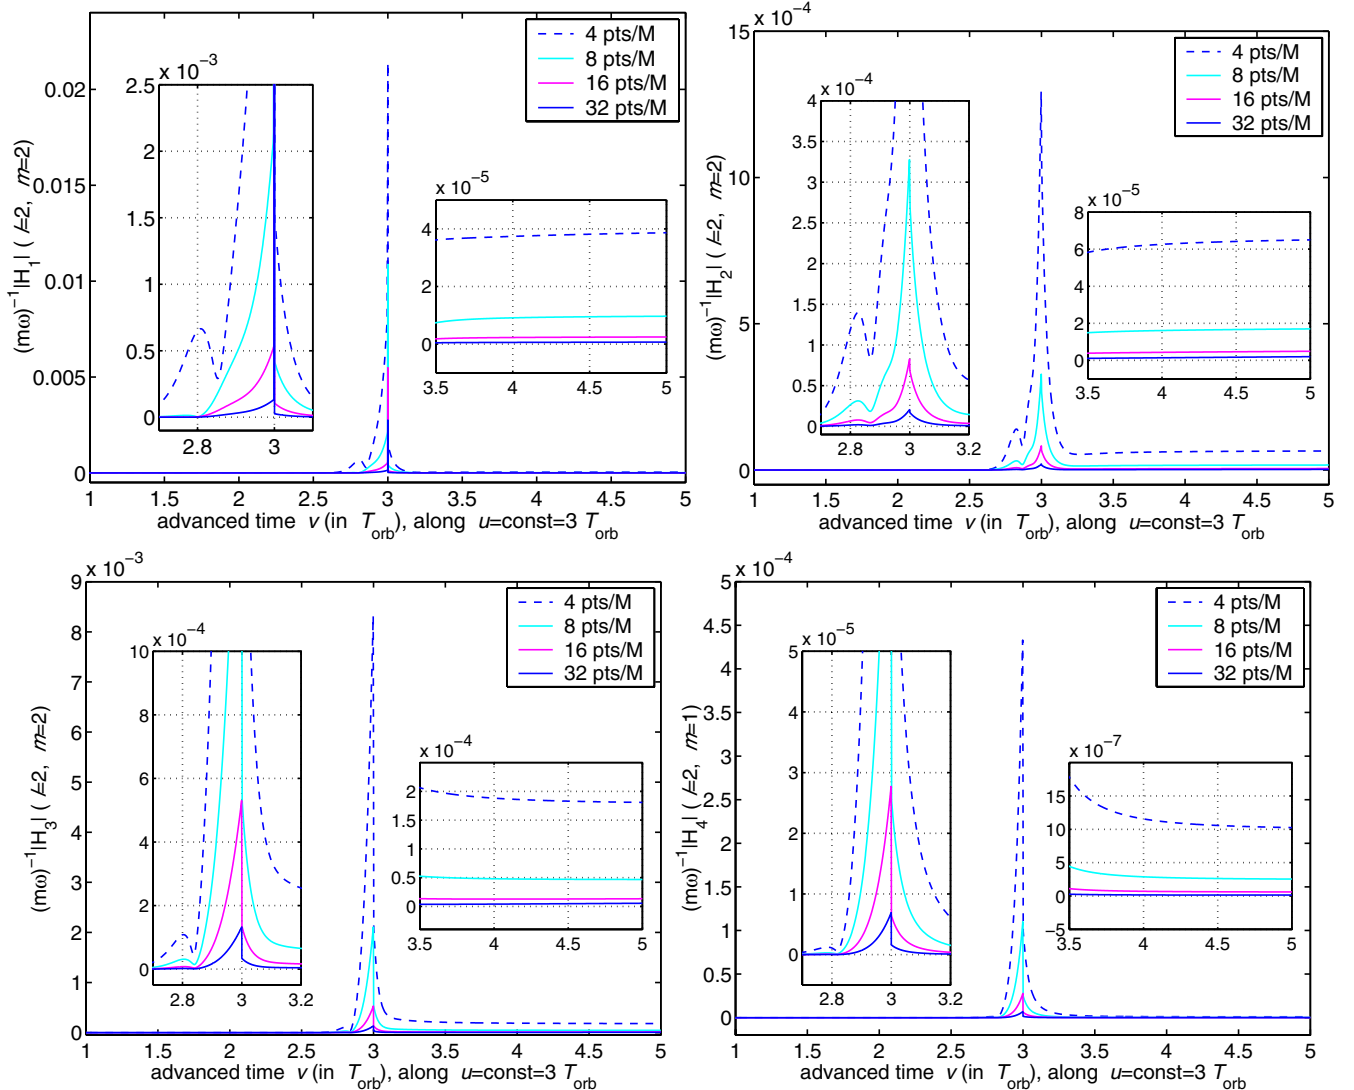 0.02
0.015
0.01
0.005
0
(mω)⁻¹|H₁| ( l=2, m=2)
x 10⁻³
2.5
2
1.5
1
0.5
0
2.8 3
4 pts/M
8 pts/M
16 pts/M
32 pts/M
x 10⁻⁵
4
2
0
3.5 4 4.5 5
1 1.5 2 2.5 3 3.5 4 4.5 5
advanced time v (in T_orb), along u=const=3 T_orb
x 10⁻⁴
15
10
5
0
(mω)⁻¹|H₂| ( l=2, m=2)
x 10⁻⁴
4
3.5
3
2.5
2
1.5
1
0.5
0
2.8 3 3.2
4 pts/M
8 pts/M
16 pts/M
32 pts/M
x 10⁻⁵
8
6
4
2
0
3.5 4 4.5 5
1 1.5 2 2.5 3 3.5 4 4.5 5
advanced time v (in T_orb), along u=const=3 T_orb
x 10⁻³
9
8
7
6
5
4
3
2
1
0
(mω)⁻¹|H₃| ( l=2, m=2)
x 10⁻⁴
10
8
6
4
2
0
2.8 3 3.2
4 pts/M
8 pts/M
16 pts/M
32 pts/M
x 10⁻⁴
2
1.5
1
0.5
0
3.5 4 4.5 5
1 1.5 2 2.5 3 3.5 4 4.5 5
advanced time v (in T_orb), along u=const=3 T_orb
x 10⁻⁴
5
4.5
4
3.5
3
2.5
2
1.5
1
0.5
0
(mω)⁻¹|H₄| ( l=2, m=1)
x 10⁻⁵
5
4
3
2
1
0
2.8 3 3.2
4 pts/M
8 pts/M
16 pts/M
32 pts/M
x 10⁻⁷
15
10
5
0
−5
3.5 4 4.5 5
1 1.5 2 2.5 3 3.5 4 4.5 5
advanced time v (in T_orb), along u=const=3 T_orb